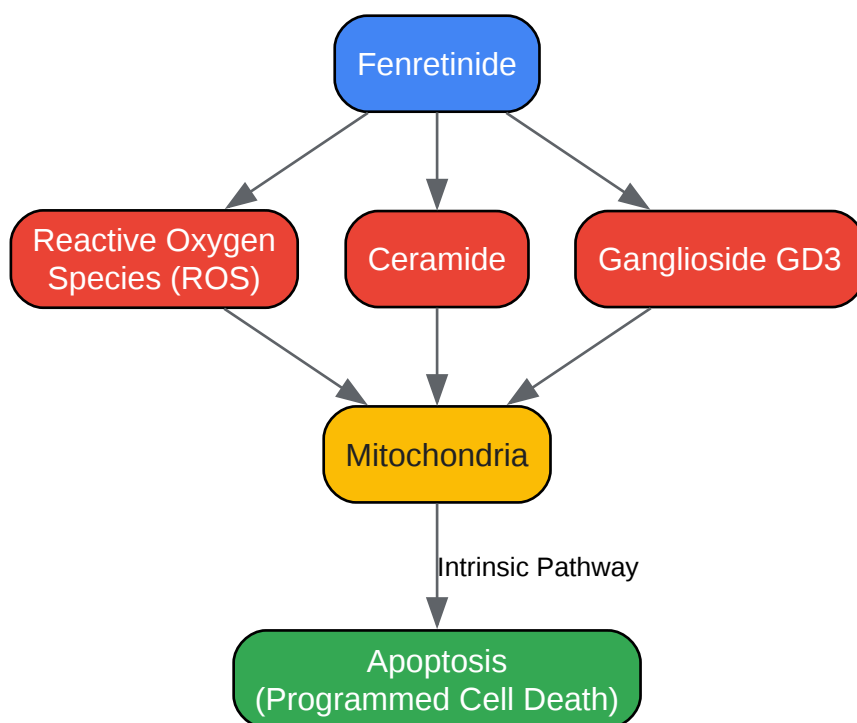 Fenretinide
Reactive Oxygen
Species (ROS)
Ceramide
Ganglioside GD3
Mitochondria
Intrinsic Pathway
Apoptosis
(Programmed Cell Death)